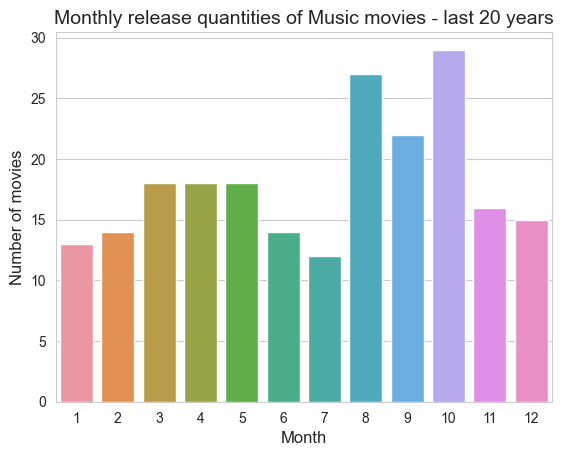 Monthly release quantities of Music movies - last 20 years
30
25
20
15
10
5
0
Number of movies
1 2 3 4 5 6 7 8 9 10 11 12
Month